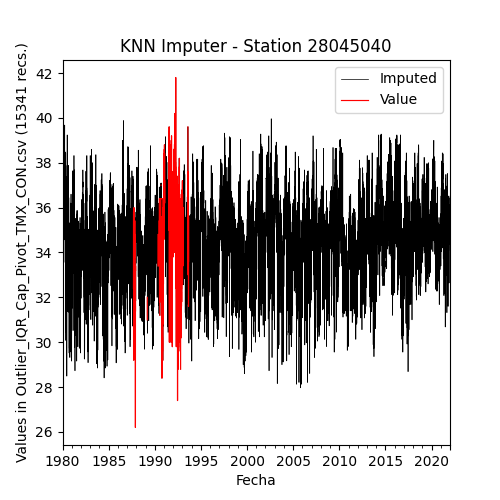 KNN Imputer - Station 28045040
Imputed
Value
Values in Outlier_IQR_Cap_Pivot_TMX_CON.csv (15341 recs.)
42
40
38
36
34
32
30
28
26
1980 1985 1990 1995 2000 2005 2010 2015 2020
Fecha